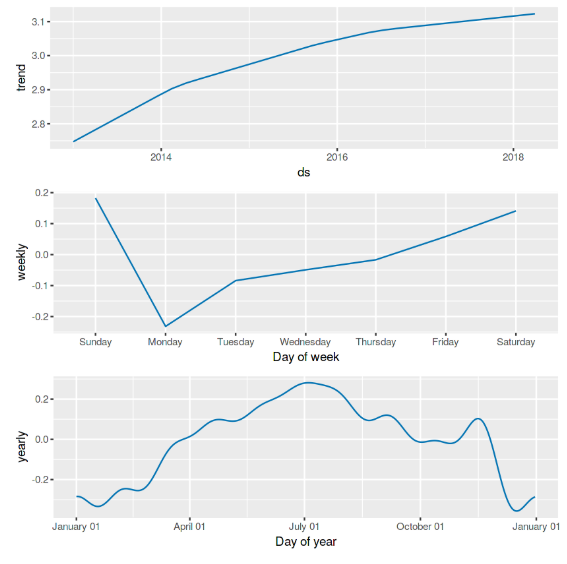 3.1
3.0
2.9
2.8
trend
2014 2016 2018
ds
0.2
0.1
0.0
-0.1
-0.2
weekly
Sunday Monday Tuesday Wednesday Thursday Friday Saturday
Day of week
0.2
0.0
-0.2
yearly
January 01 April 01 July 01 October 01 January 01
Day of year